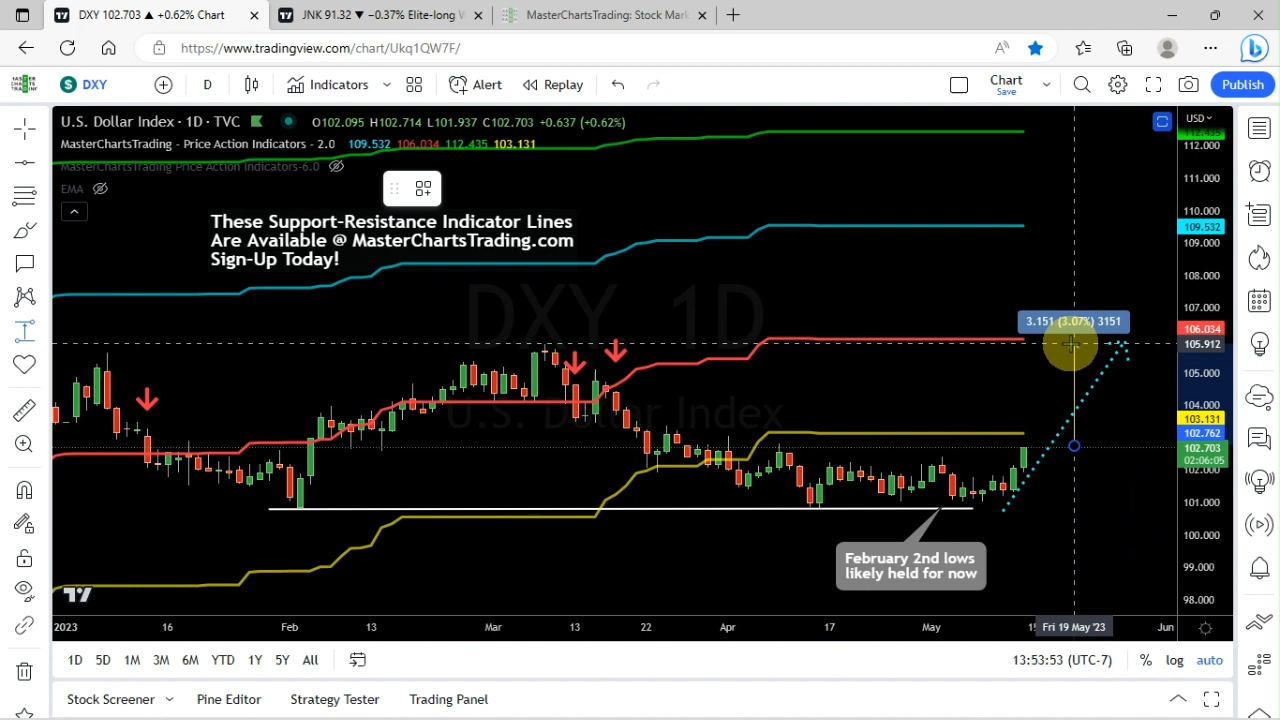 DXY 102.703 ▲ +0.62% Chart
JNK 91.32 ▼ −0.37% Elite-long
MasterChartsTrading: Stock Mark
https://www.tradingview.com/chart/Ukq1QW7F/
MASTER
CHARTS
TRADING
DXY
D
Indicators
Alert
Replay
Chart
Save
Publish
U.S. Dollar Index · 1D · TVC O102.095 H102.714 L101.937 C102.703 +0.637 (+0.62%)
MasterChartsTrading - Price Action Indicators - 2.0 109.532 106.034 112.435 103.131
MasterChartsTrading Price Action Indicators-6.0
EMA
These Support-Resistance Indicator Lines
Are Available @ MasterChartsTrading.com
Sign-Up Today!
DXY, 1D
U.S. Dollar Index
3.151 (3.07%) 3151
February 2nd lows
likely held for now
USD
112.435
112.000
111.000
110.000
109.532
109.000
108.000
107.000
106.034
105.912
105.000
104.000
103.131
102.762
102.703
02:06:05
102.000
101.000
100.000
99.000
98.000
2023
16
Feb
13
Mar
13
22
Apr
17
May
Fri 19 May '23
Jun
1D
5D
1M
3M
6M
YTD
1Y
5Y
All
13:53:53 (UTC-7)
%
log
auto
Stock Screener
Pine Editor
Strategy Tester
Trading Panel